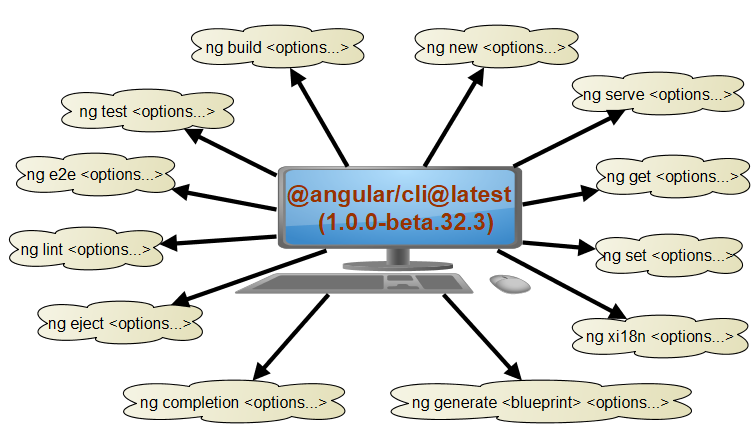 ng build <options...>
ng new <options...>
ng serve <options...>
ng test <options...>
ng e2e <options...>
ng get <options...>
@angular/cli@latest
(1.0.0-beta.32.3)
ng lint <options...>
ng set <options...>
ng eject <options...>
ng xi18n <options...>
ng completion <options...>
ng generate <blueprint> <options...>